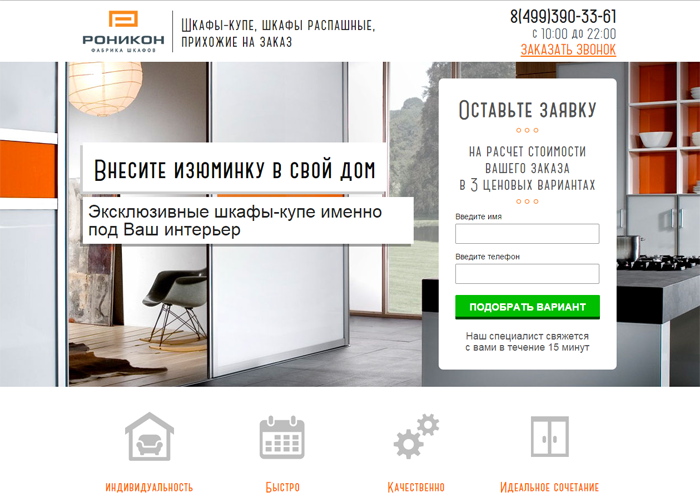 РОНИКОН
ФАБРИКА ШКАФОВ
Шкафы-купе, шкафы распашные,
прихожие на заказ
8(499)390-33-61
с 10:00 до 22:00
ЗАКАЗАТЬ ЗВОНОК
Внесите изюминку в свой дом
Эксклюзивные шкафы-купе именно
под Ваш интерьер
Оставьте заявку
на расчет стоимости
вашего заказа
в 3 ценовых вариантах
Введите имя
Введите телефон
ПОДОБРАТЬ ВАРИАНТ
Наш специалист свяжется
с вами в течение 15 минут
индивидуальность
Быстро
Качественно
Идеальное сочетание